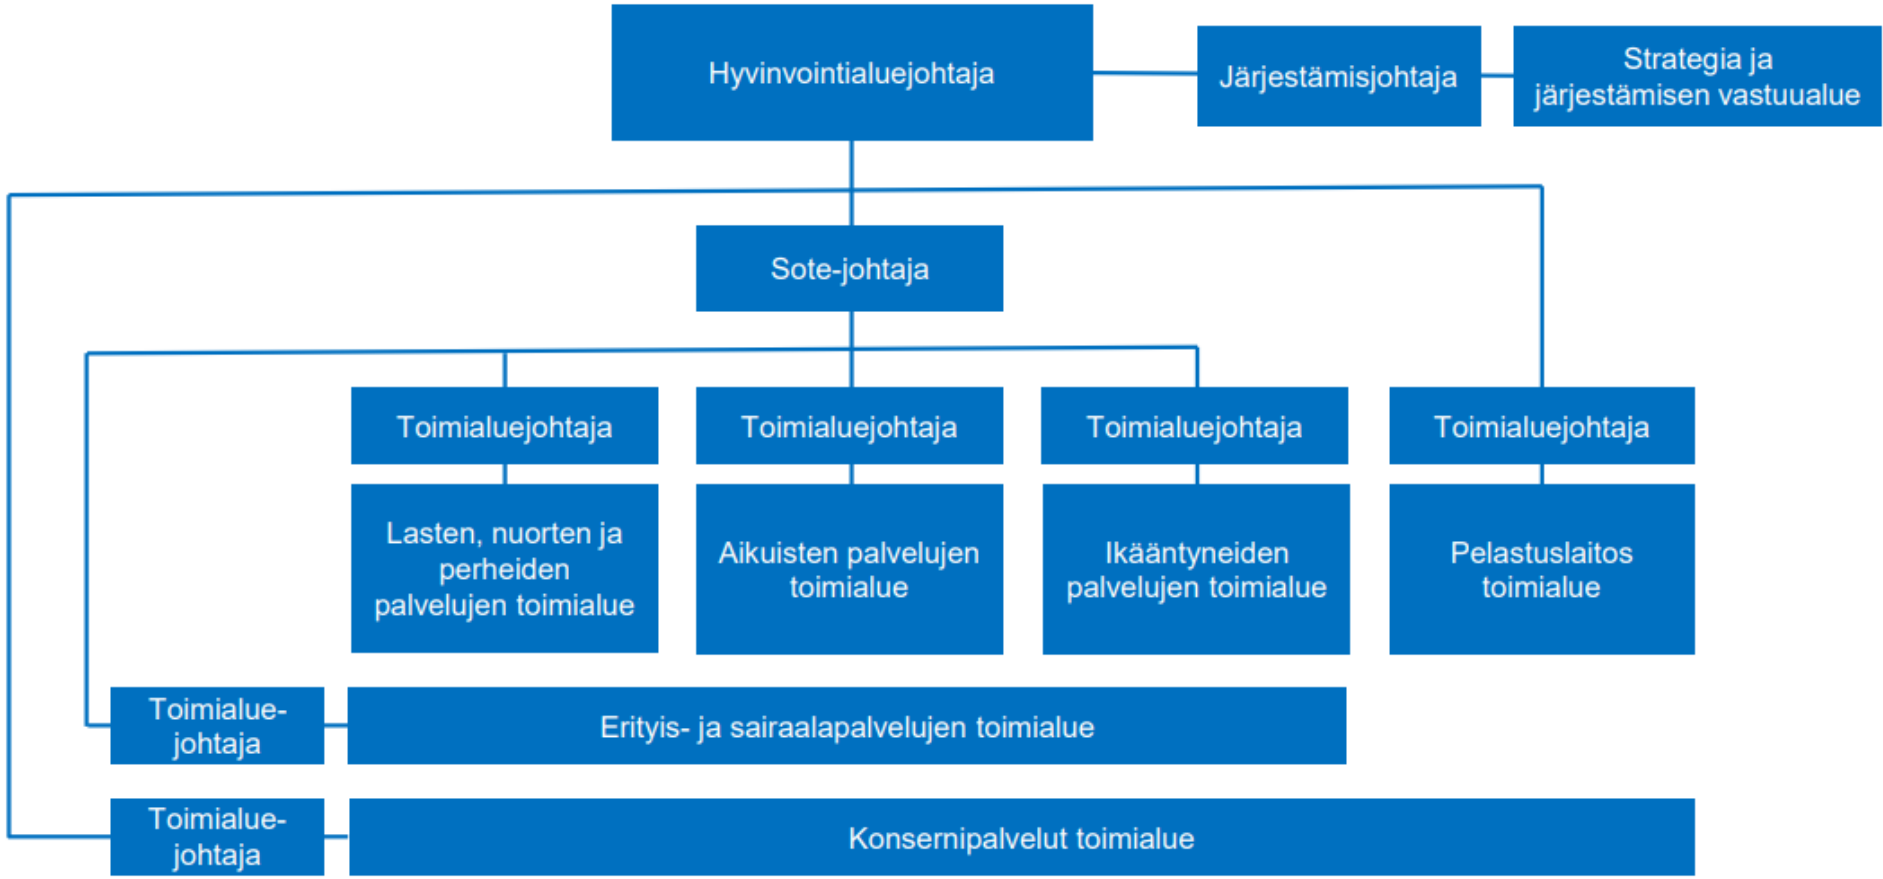 Hyvinvointialuejohtaja
Järjestämisjohtaja
Strategia ja
järjestämisen vastuualue
Sote-johtaja
Toimialuejohtaja
Toimialuejohtaja
Toimialuejohtaja
Toimialuejohtaja
Lasten, nuorten ja
perheiden
palvelujen toimialue
Aikuisten palvelujen
toimialue
Ikääntyneiden
palvelujen toimialue
Pelastuslaitos
toimialue
Toimialue-
johtaja
Erityis- ja sairaalapalvelujen toimialue
Toimialue-
johtaja
Konsernipalvelut toimialue